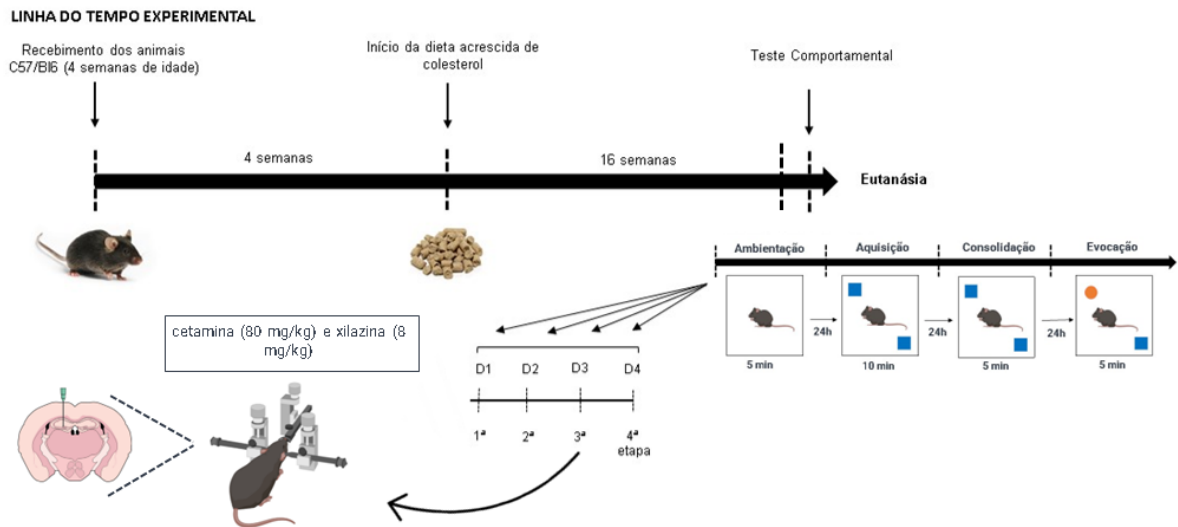 LINHA DO TEMPO EXPERIMENTAL
Recebimento dos animais
C57/Bl6 (4 semanas de idade)
Início da dieta acrescida de
colesterol
Teste Comportamental
4 semanas
16 semanas
Eutanásia
Ambientação
Aquisição
Consolidação
Evocação
24h
24h
24h
5 min
10 min
5 min
5 min
cetamina (80 mg/kg) e xilazina (8
mg/kg)
D1 D2 D3 D4
1ª 2ª 3ª 4ª
etapa